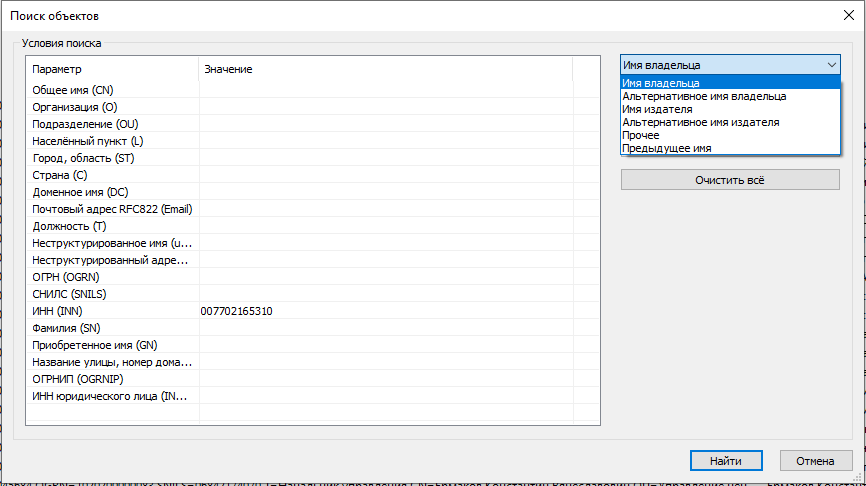 Поиск объектов
Условия поиска
Параметр Значение
Общее имя (CN)
Организация (O)
Подразделение (OU)
Населённый пункт (L)
Город, область (ST)
Страна (C)
Доменное имя (DC)
Почтовый адрес RFC822 (Email)
Должность (T)
Неструктурированное имя (u...
Неструктурированный адре...
ОГРН (OGRN)
СНИЛС (SNILS)
ИНН (INN) 007702165310
Фамилия (SN)
Приобретенное имя (GN)
Название улицы, номер дома...
ОГРНИП (OGRNIP)
ИНН юридического лица (IN...
Имя владельца
Имя владельца
Альтернативное имя владельца
Имя издателя
Альтернативное имя издателя
Прочее
Предыдущее имя
Очистить всё
Найти Отмена